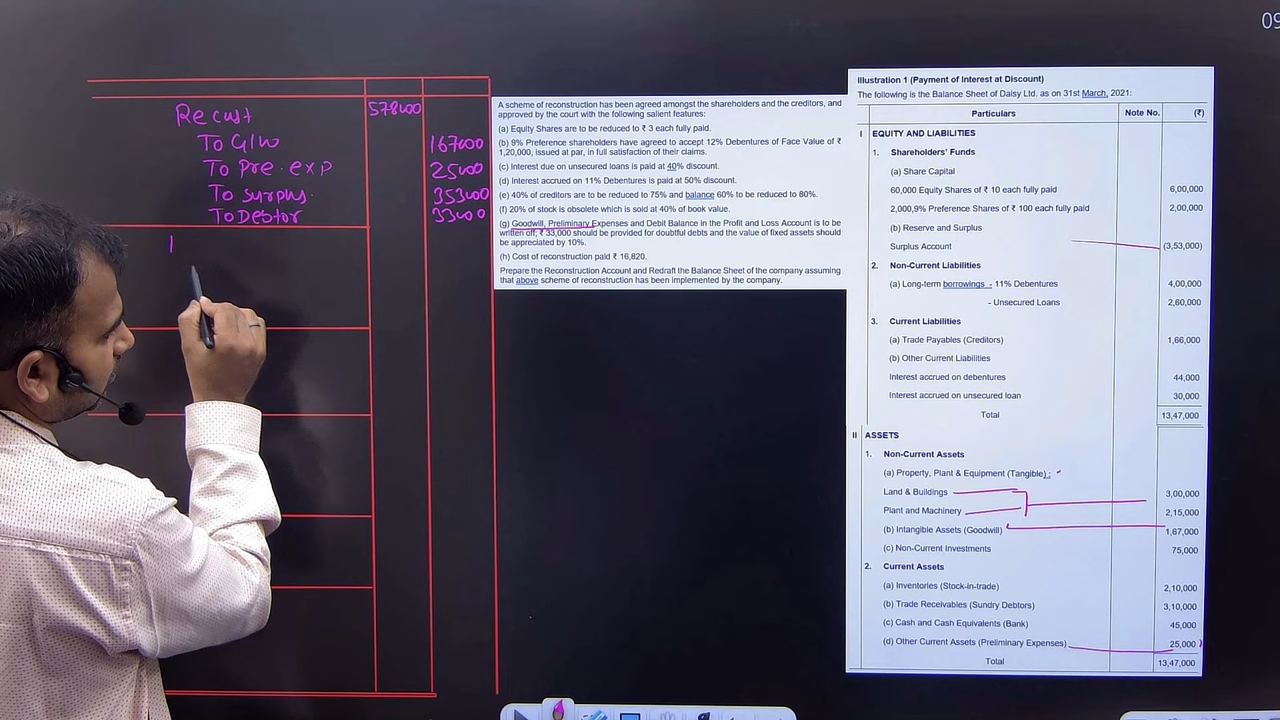 09
Recust 578000
To G/w 167000
To Pre. exp 25000
To surplus. 353000
To Debtor 33000
A scheme of reconstruction has been agreed amongst the shareholders and the creditors, and
approved by the court with the following salient features:
(a) Equity Shares are to be reduced to ₹ 3 each fully paid.
(b) 9% Preference shareholders have agreed to accept 12% Debentures of Face Value of ₹
1,20,000, issued at par, in full satisfaction of their claims.
(c) Interest due on unsecured loans is paid at 40% discount.
(d) Interest accrued on 11% Debentures is paid at 50% discount.
(e) 40% of creditors are to be reduced to 75% and balance 60% to be reduced to 80%.
(f) 20% of stock is obsolete which is sold at 40% of book value.
(g) Goodwill, Preliminary Expenses and Debit Balance in the Profit and Loss Account is to be
written off; ₹ 33,000 should be provided for doubtful debts and the value of fixed assets should
be appreciated by 10%.
(h) Cost of reconstruction paid ₹ 16,820.
Prepare the Reconstruction Account and Redraft the Balance Sheet of the company assuming
that above scheme of reconstruction has been implemented by the company.
Illustration 1 (Payment of Interest at Discount)
The following is the Balance Sheet of Daisy Ltd. as on 31st March, 2021:
Particulars Note No. (₹)
I EQUITY AND LIABILITIES
1. Shareholders' Funds
(a) Share Capital
60,000 Equity Shares of ₹ 10 each fully paid 6,00,000
2,000,9% Preference Shares of ₹ 100 each fully paid 2,00,000
(b) Reserve and Surplus
Surplus Account (3,53,000)
2. Non-Current Liabilities
(a) Long-term borrowings - 11% Debentures 4,00,000
- Unsecured Loans 2,60,000
3. Current Liabilities
(a) Trade Payables (Creditors) 1,66,000
(b) Other Current Liabilities
Interest accrued on debentures 44,000
Interest accrued on unsecured loan 30,000
Total 13,47,000
II ASSETS
1. Non-Current Assets
(a) Property, Plant & Equipment (Tangible) :
Land & Buildings 3,00,000
Plant and Machinery 2,15,000
(b) Intangible Assets (Goodwill) 1,67,000
(c) Non-Current Investments 75,000
2. Current Assets
(a) Inventories (Stock-in-trade) 2,10,000
(b) Trade Receivables (Sundry Debtors) 3,10,000
(c) Cash and Cash Equivalents (Bank) 45,000
(d) Other Current Assets (Preliminary Expenses) 25,000
Total 13,47,000